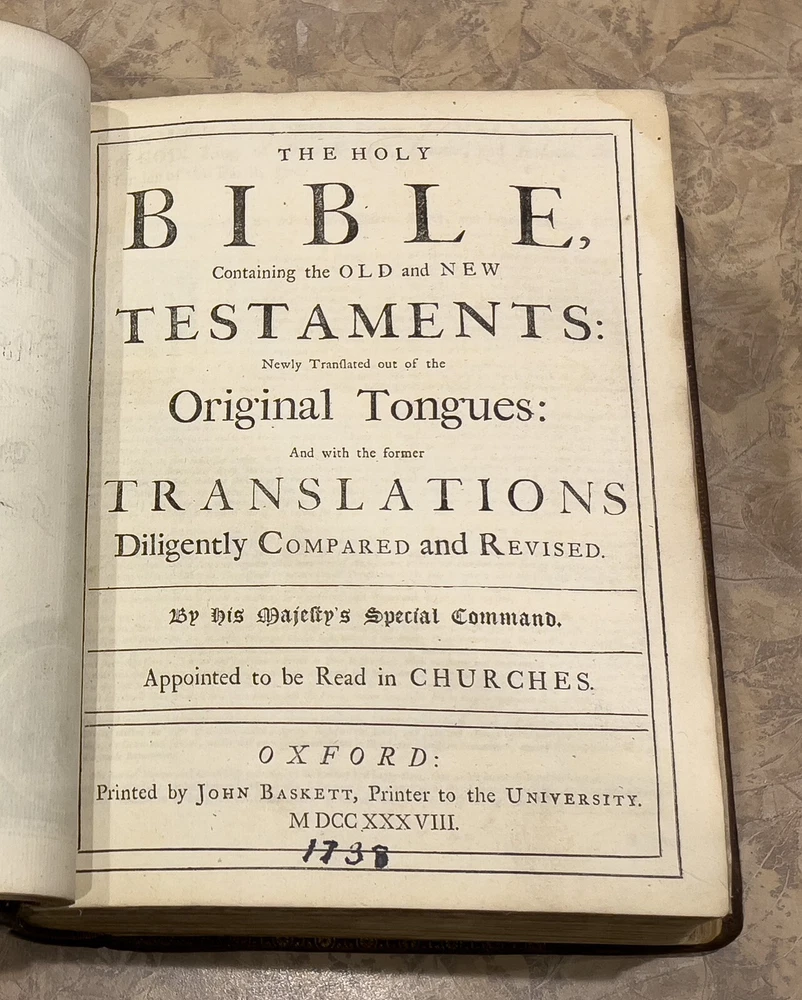 THE HOLY
BIBLE,
Containing the OLD and NEW
TESTAMENTS:
Newly Tranſlated out of the
Original Tongues:
And with the former
TRANSLATIONS
Diligently COMPARED and REVISED.
By His Majeſty's Special Command.
Appointed to be Read in CHURCHES.
OXFORD:
Printed by JOHN BASKETT, Printer to the UNIVERSITY.
M DCC XXXVIII.
1738